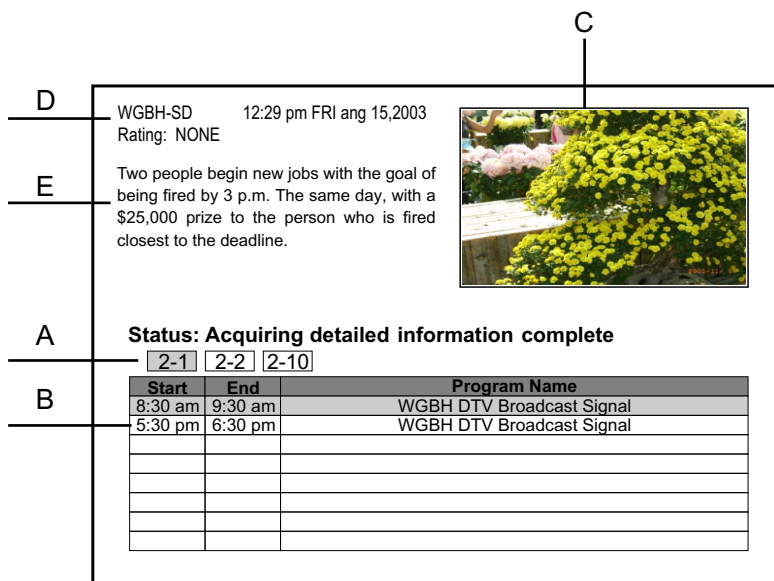 C
D
WGBH-SD 12:29 pm FRI ang 15,2003
Rating: NONE
E
Two people begin new jobs with the goal of
being fired by 3 p.m. The same day, with a
$25,000 prize to the person who is fired
closest to the deadline.
A
Status: Acquiring detailed information complete
2-1 2-2 2-10
B
Start End Program Name
8:30 am 9:30 am WGBH DTV Broadcast Signal
5:30 pm 6:30 pm WGBH DTV Broadcast Signal